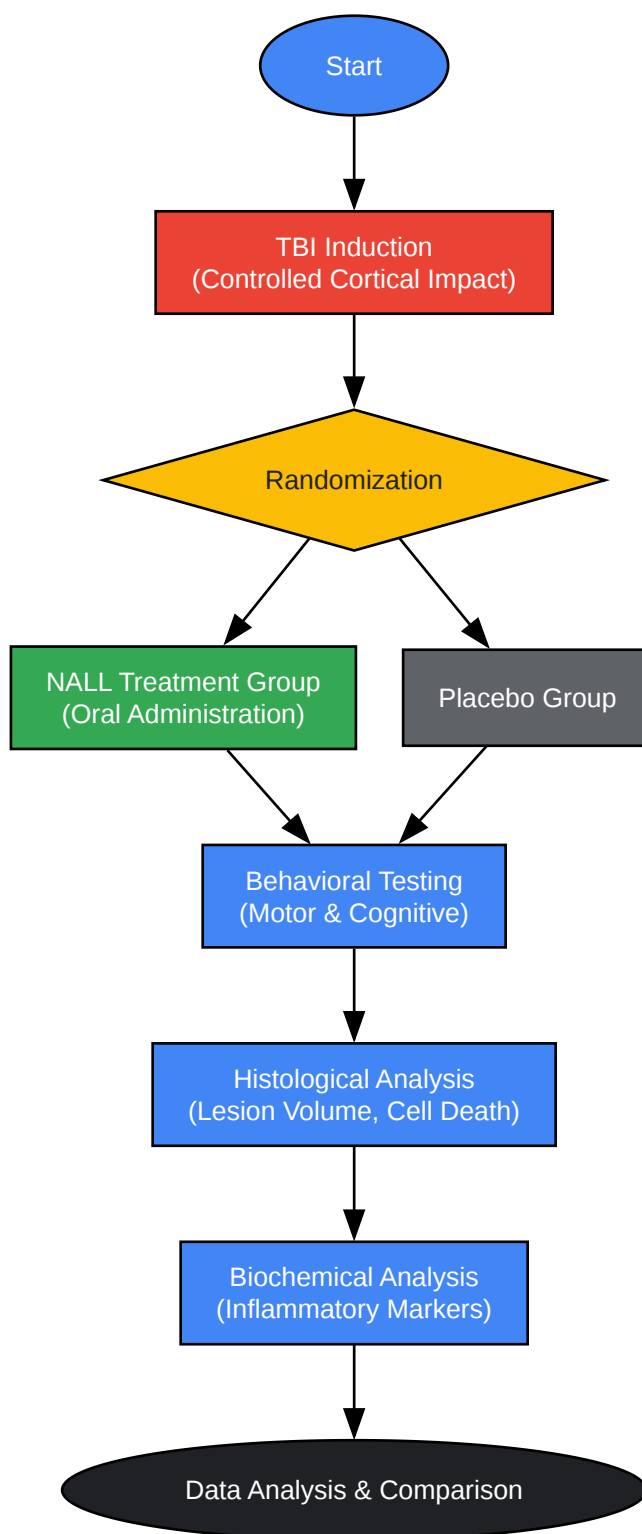 Start
TBI Induction
(Controlled Cortical Impact)
Randomization
NALL Treatment Group
(Oral Administration)
Placebo Group
Behavioral Testing
(Motor & Cognitive)
Histological Analysis
(Lesion Volume, Cell Death)
Biochemical Analysis
(Inflammatory Markers)
Data Analysis & Comparison